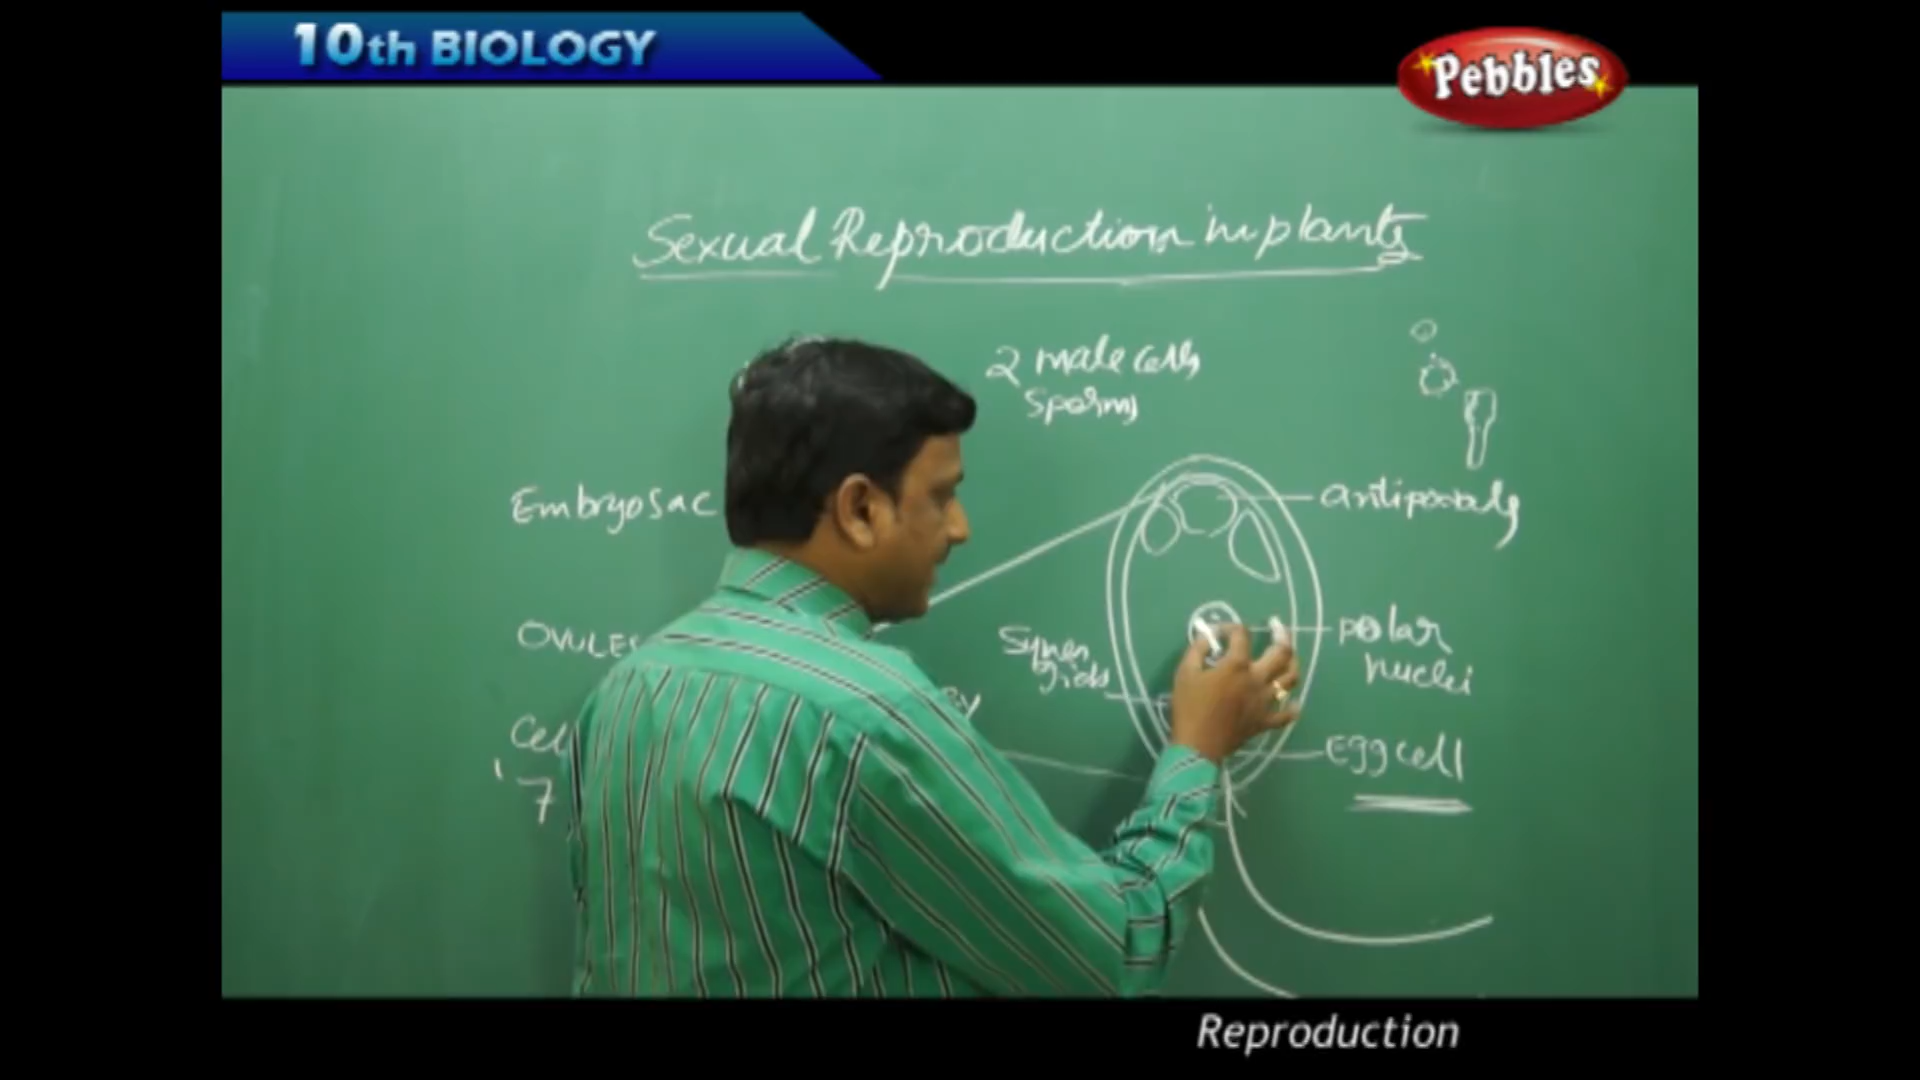 10th BIOLOGY
Pebbles
Sexual Reproduction in plants
2 male cells
sperms
Embryosac
antipodals
OVULES
Synergids
polar
nuclei
Cel
Egg cell
7
Reproduction